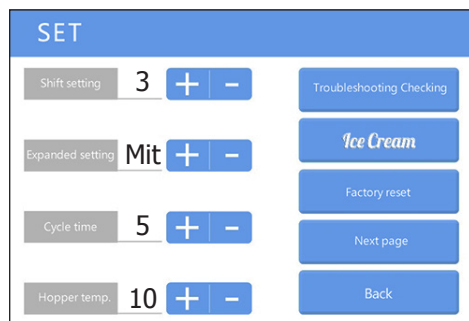 SET
Shift setting 3 + - Troubleshooting Checking
Expanded setting Mit + - Ice Cream
Factory reset
Cycle time 5 + - Next page
Hopper temp. 10 + - Back